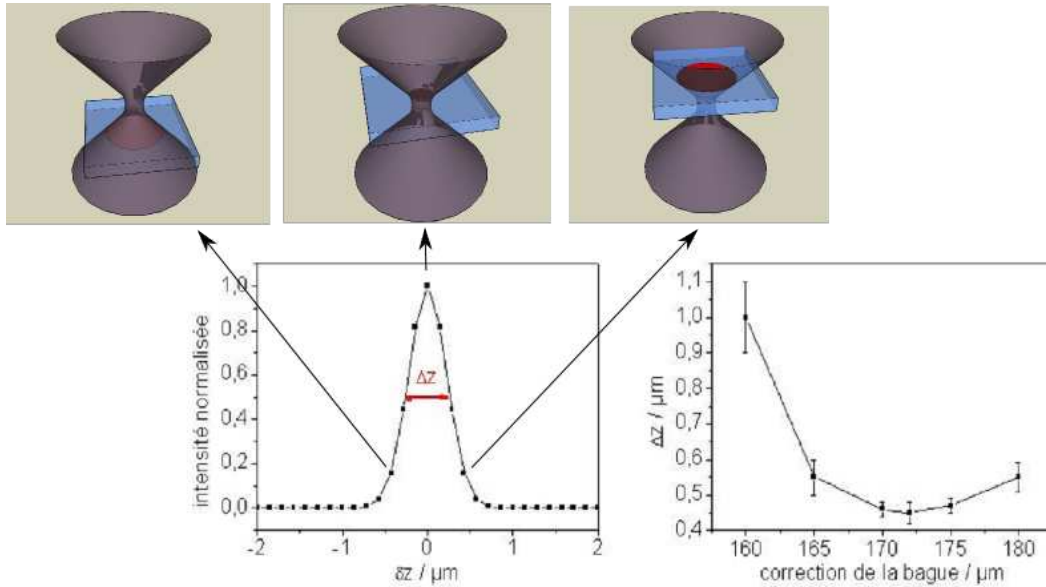 1,0
0,8
0,6
0,4
0,2
0,0
intensité normalisée
ΔZ
-2 -1 0 1 2
δz / µm
1,1
1,0
0,9
0,8
0,7
0,6
0,5
0,4
Δz / µm
160 165 170 175 180
correction de la bague / µm